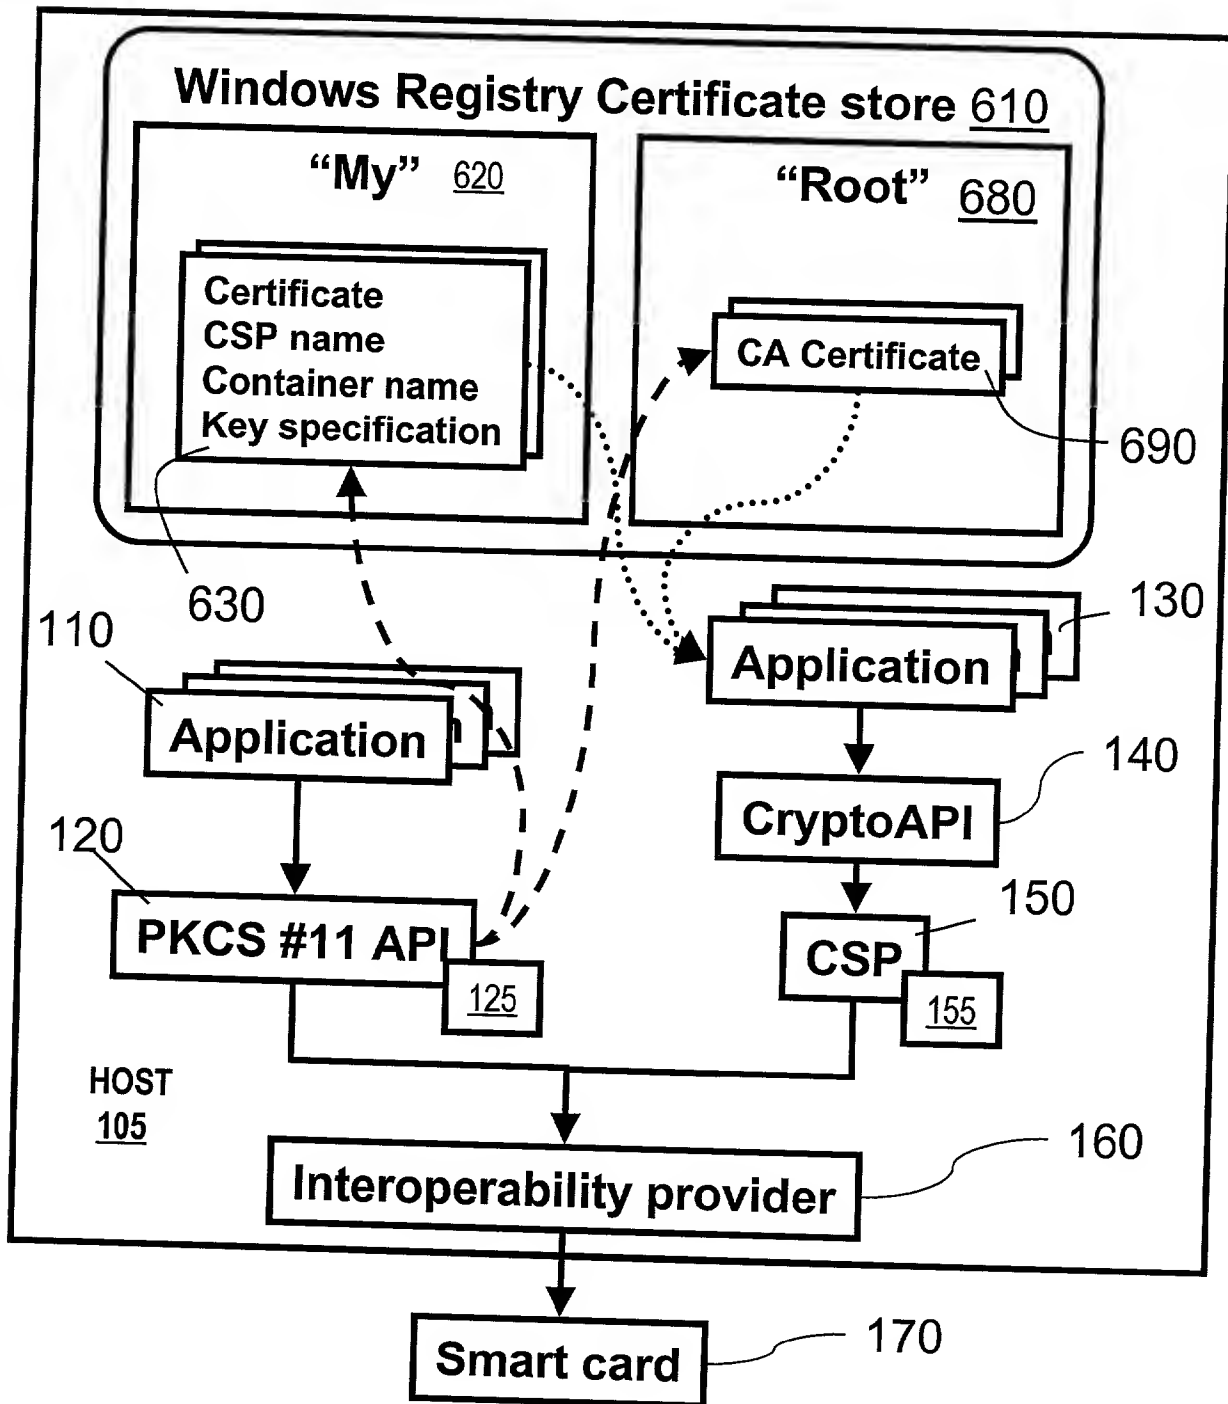 Windows Registry Certificate store 610
“My” 620
“Root” 680
Certificate
CSP name
Container name
Key specification
CA Certificate
690
630
110
130
Application
Application
140
CryptoAPI
120
150
PKCS #11 API
CSP
125
155
HOST
105
160
Interoperability provider
170
Smart card